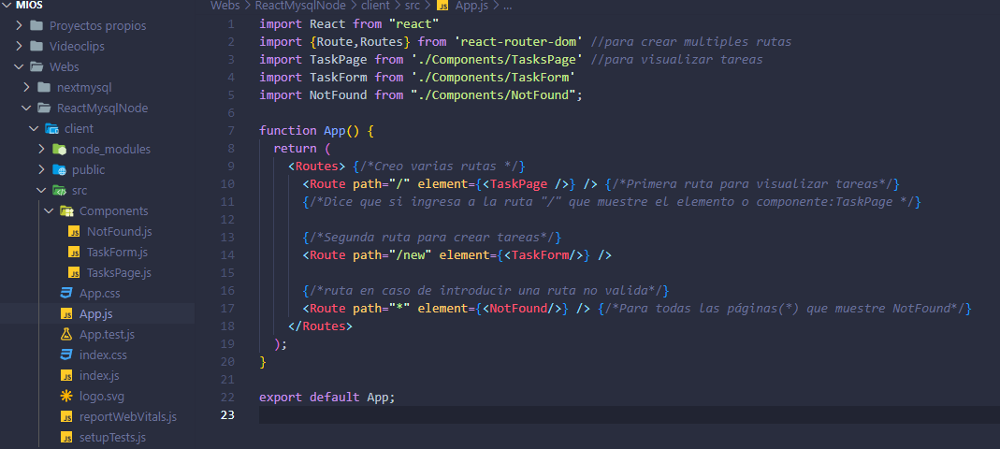 MIOS
Proyectos propios
Videoclips
Webs
nextmysql
ReactMysqlNode
client
node_modules
public
src
Components
NotFound.js
TaskForm.js
TasksPage.js
App.css
App.js
App.test.js
index.css
index.js
logo.svg
reportWebVitals.js
setupTests.js
Webs > ReactMysqlNode > client > src > JS App.js > ...
1 import React from "react"
2 import {Route,Routes} from 'react-router-dom' //para crear multiples rutas
3 import TaskPage from './Components/TasksPage' //para visualizar tareas
4 import TaskForm from './Components/TaskForm'
5 import NotFound from "./Components/NotFound";
6
7 function App() {
8   return (
9     <Routes> {/*Creo varias rutas */}
10       <Route path="/" element={<TaskPage />} /> {/*Primera ruta para visualizar tareas*/}
11       {/*Dice que si ingresa a la ruta "/" que muestre el elemento o componente:TaskPage */}
12
13       {/*Segunda ruta para crear tareas*/}
14       <Route path="/new" element={<TaskForm/>} />
15
16       {/*ruta en caso de introducir una ruta no valida*/}
17       <Route path="*" element={<NotFound/>} /> {/*Para todas las páginas(*) que muestre NotFound*/}
18     </Routes>
19   );
20 }
21
22 export default App;
23